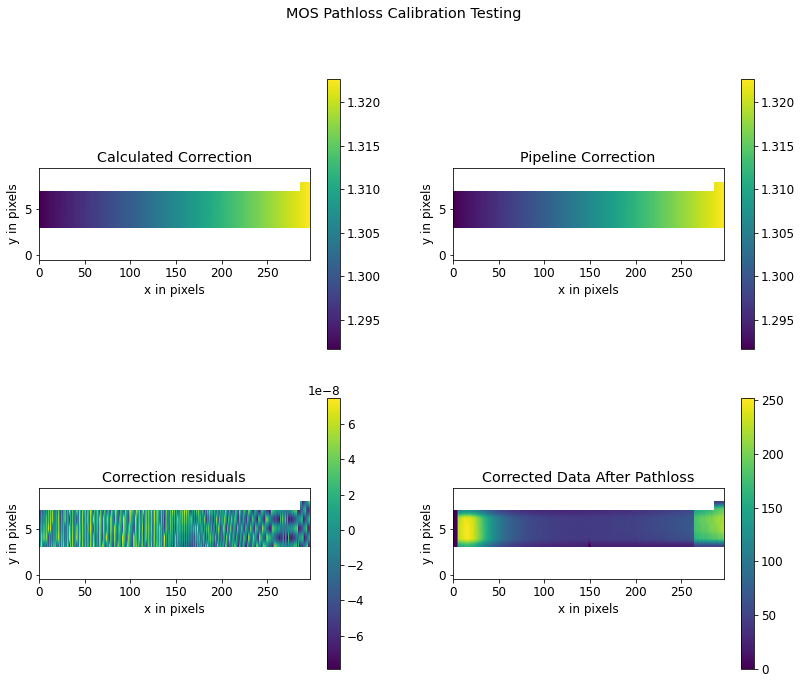 MOS Pathloss Calibration Testing
Calculated Correction
y in pixels
5
0
0 50 100 150 200 250
x in pixels
1.320
1.315
1.310
1.305
1.300
1.295
Pipeline Correction
y in pixels
5
0
0 50 100 150 200 250
x in pixels
1.320
1.315
1.310
1.305
1.300
1.295
Correction residuals
y in pixels
5
0
0 50 100 150 200 250
x in pixels
1e−8
6
4
2
0
−2
−4
−6
Corrected Data After Pathloss
y in pixels
5
0
0 50 100 150 200 250
x in pixels
250
200
150
100
50
0